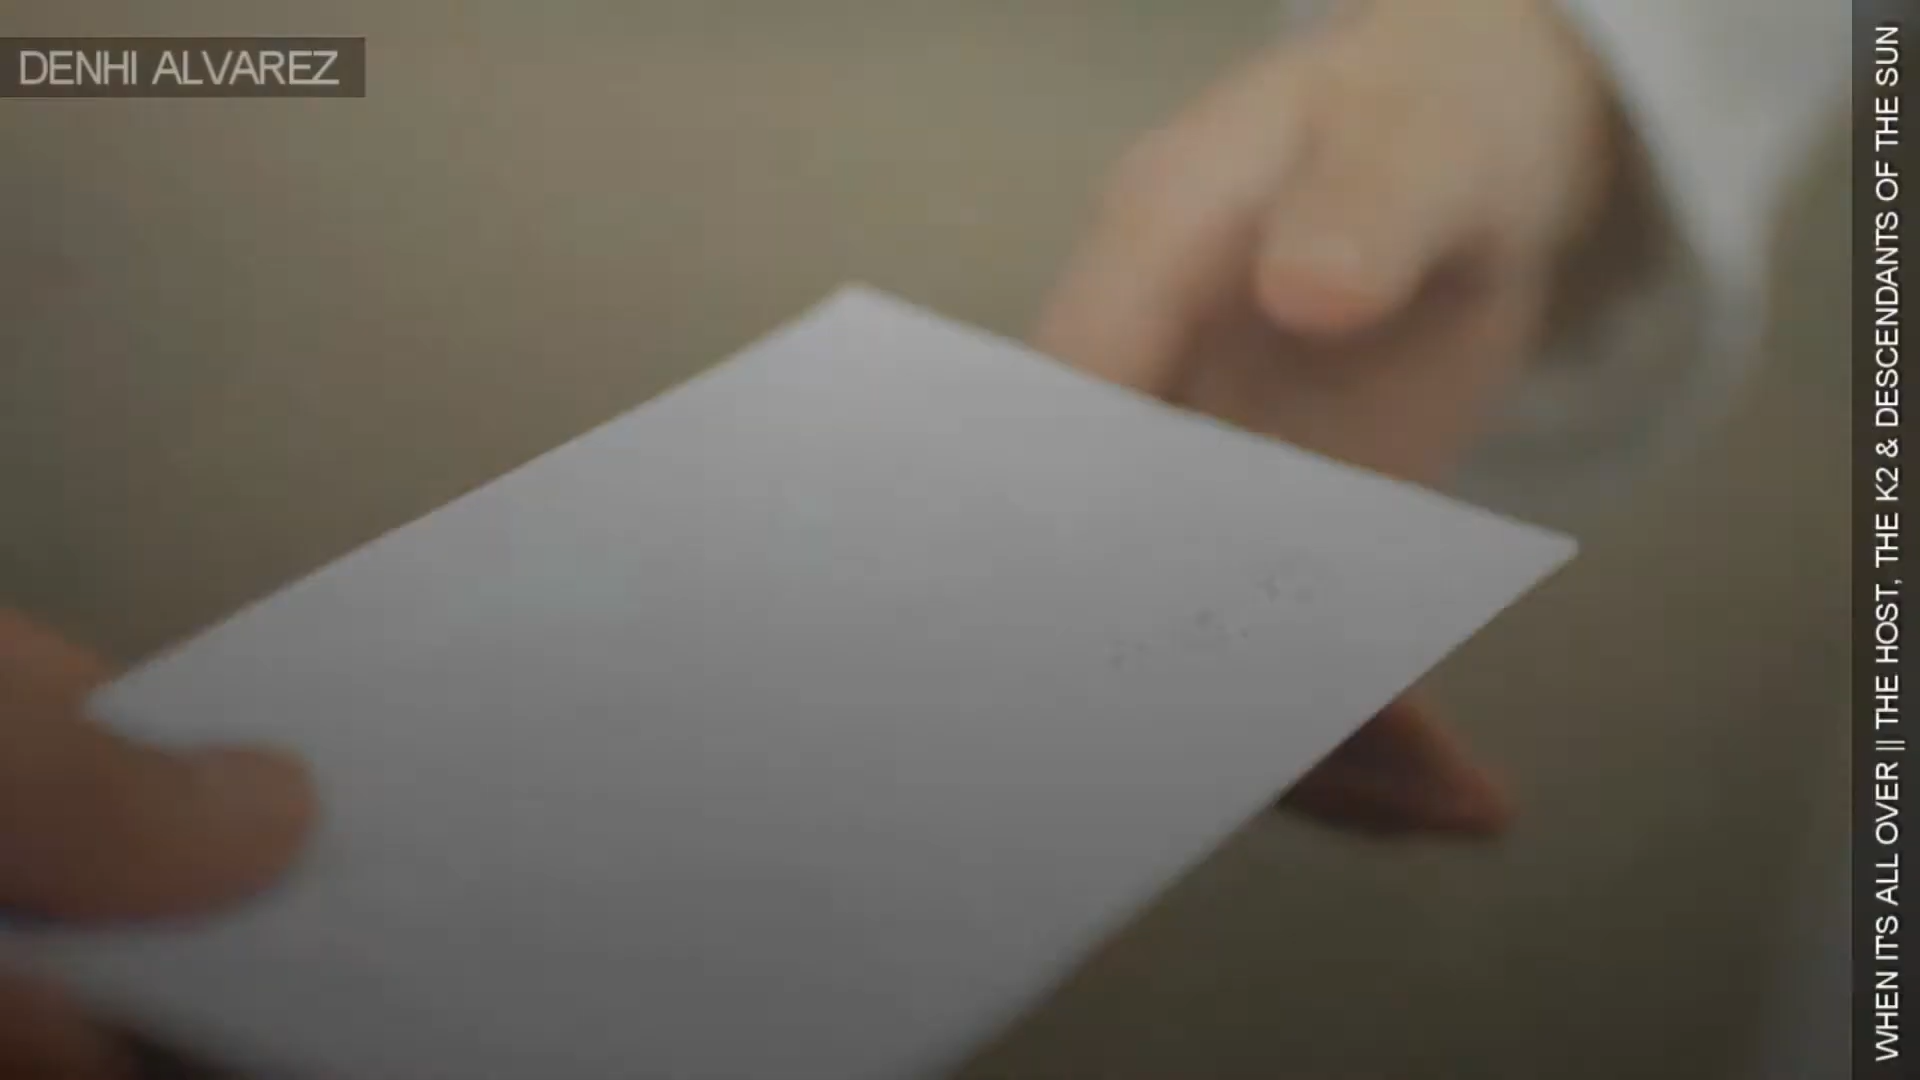 DENHI ALVAREZ
WHEN ITS ALL OVER || THE HOST, THE K2 & DESCENDANTS OF THE SUN